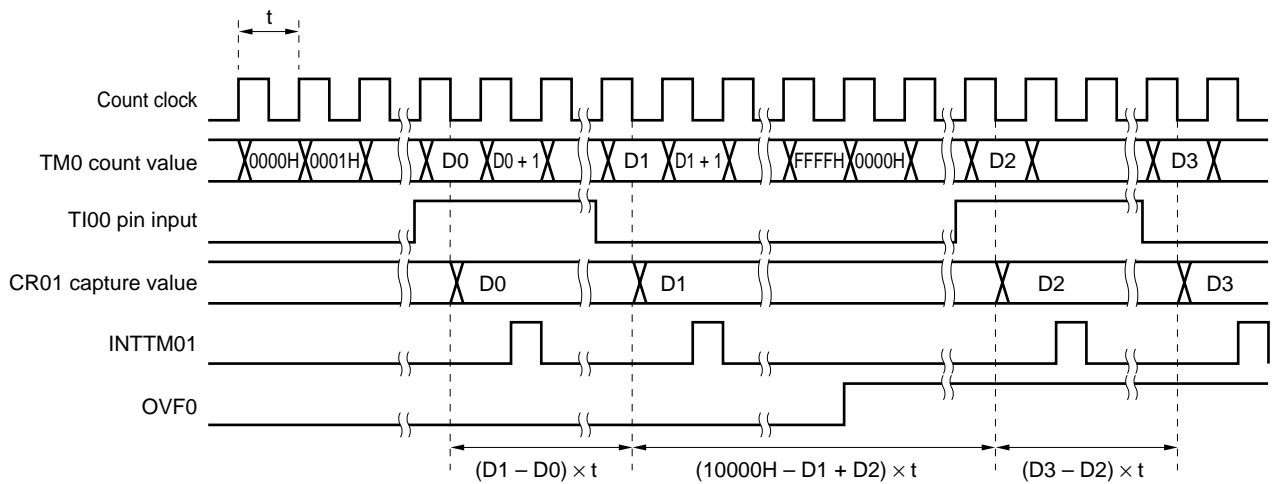 t
Count clock
TM0 count value 0000H 0001H D0 D0 + 1 D1 D1 + 1 FFFFH 0000H D2 D3
TI00 pin input
CR01 capture value D0 D1 D2 D3
INTTM01
OVF0
(D1 – D0) × t (10000H – D1 + D2) × t (D3 – D2) × t